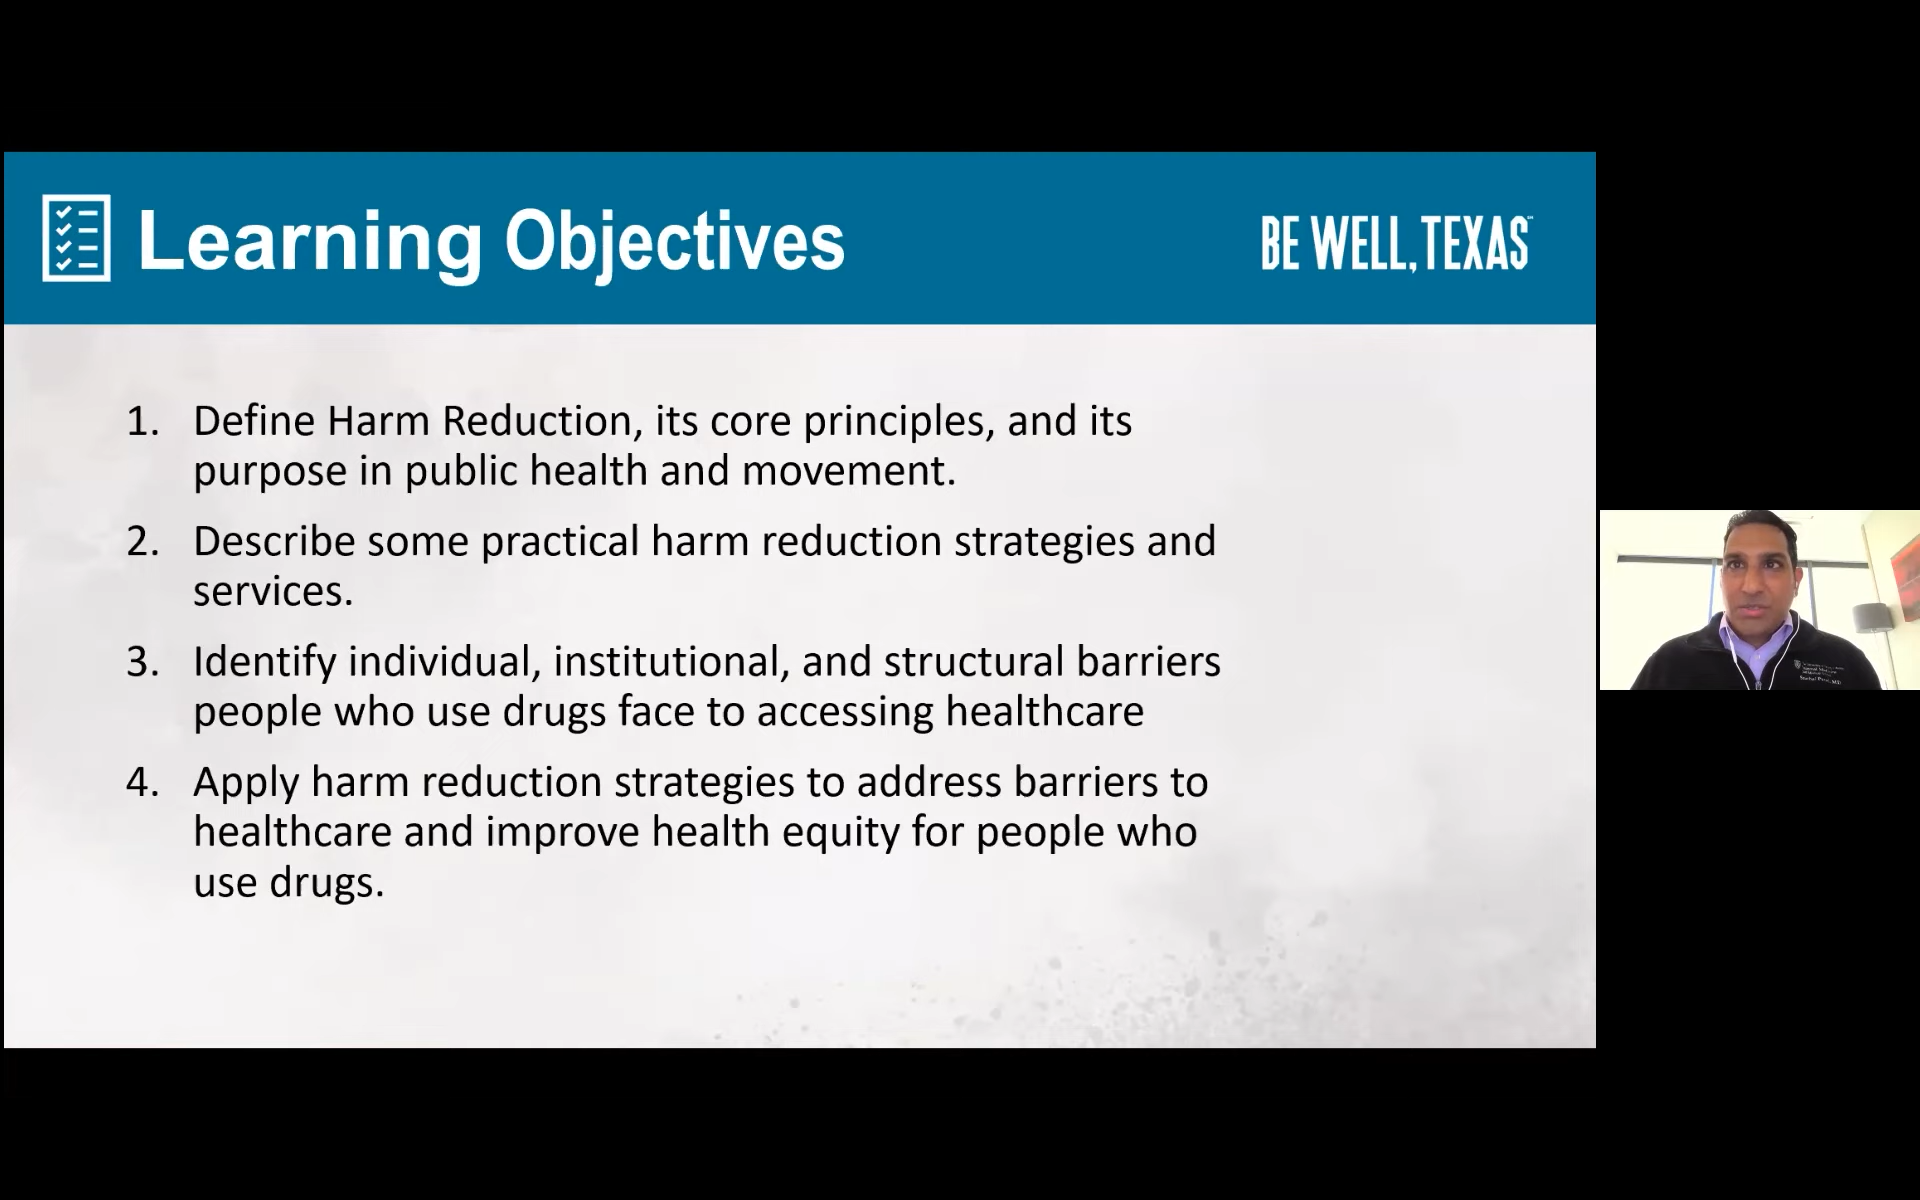 Learning Objectives
BE WELL, TEXAS™
1. Define Harm Reduction, its core principles, and its
purpose in public health and movement.
2. Describe some practical harm reduction strategies and
services.
3. Identify individual, institutional, and structural barriers
people who use drugs face to accessing healthcare
4. Apply harm reduction strategies to address barriers to
healthcare and improve health equity for people who
use drugs.